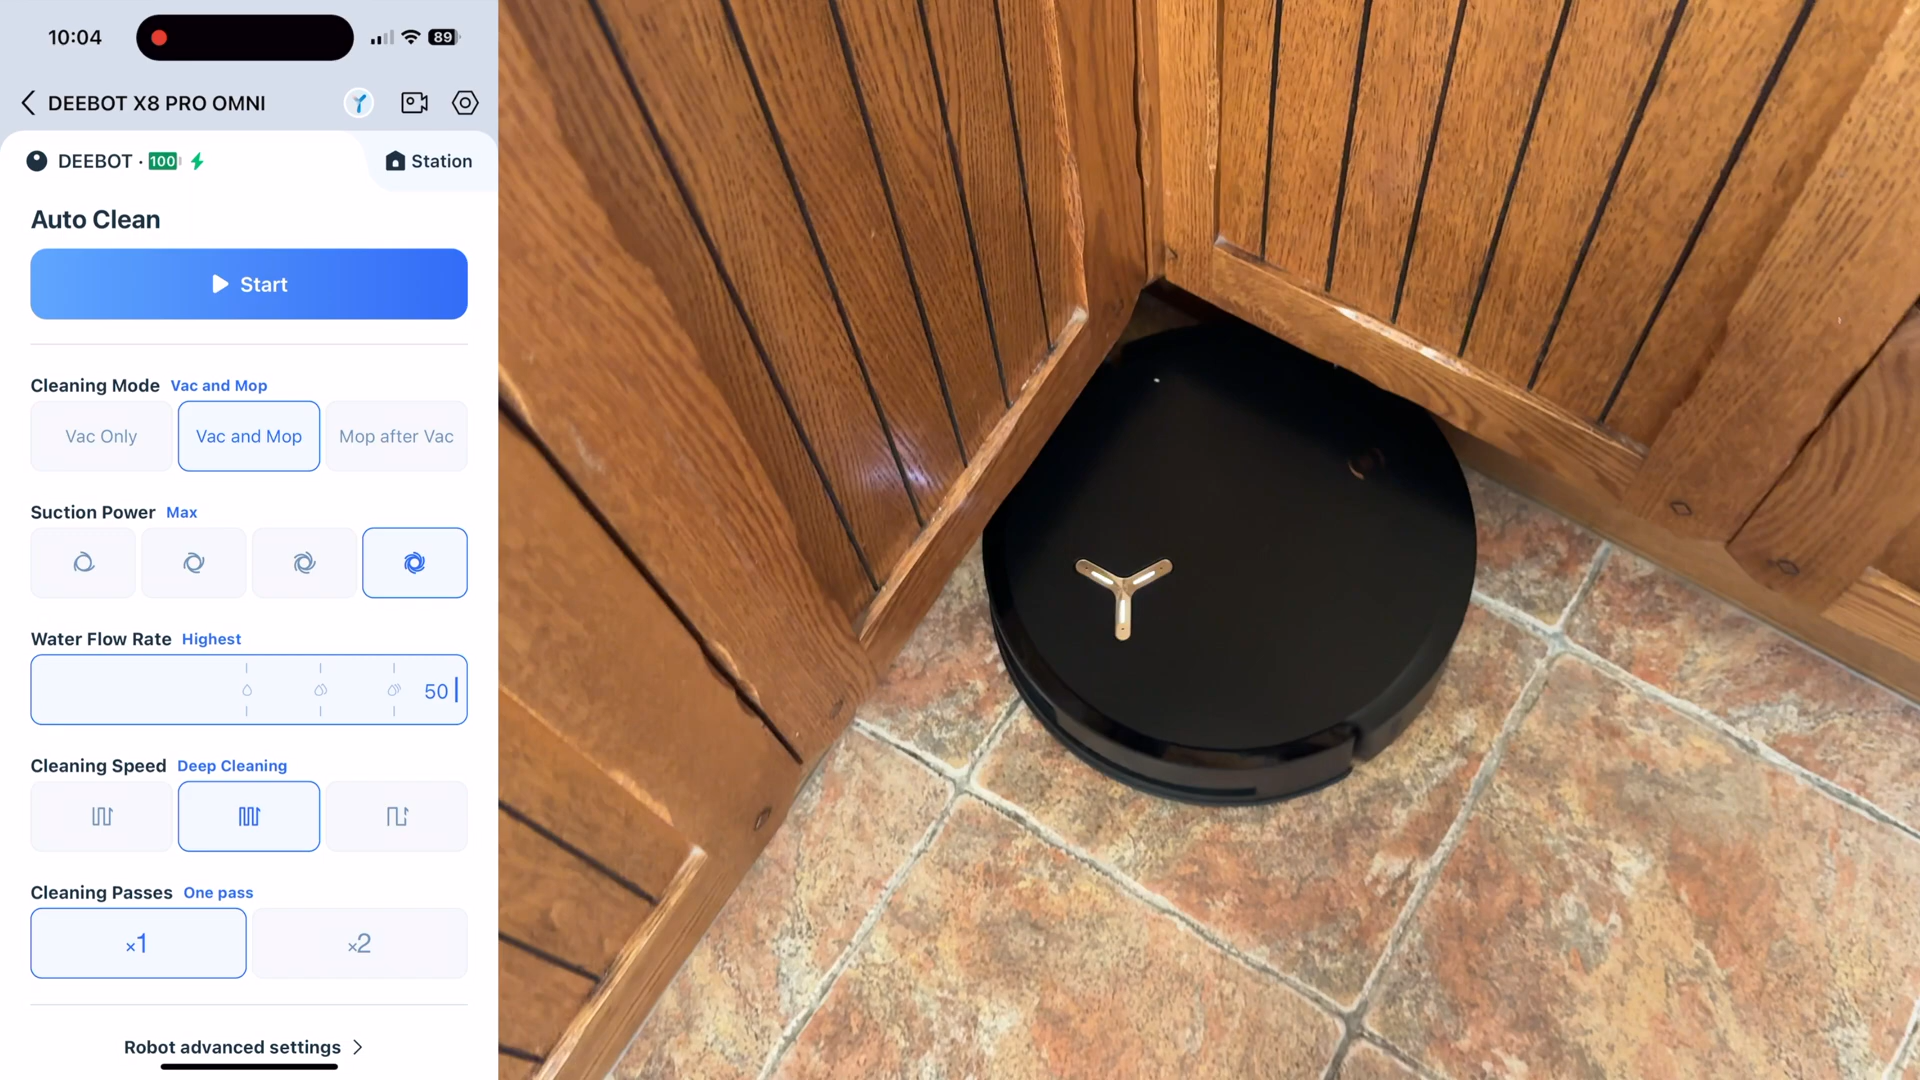 10:04
89
DEEBOT X8 PRO OMNI
DEEBOT · 100
Station
Auto Clean
Start
Cleaning Mode Vac and Mop
Vac Only
Vac and Mop
Mop after Vac
Suction Power Max
Water Flow Rate Highest
50
Cleaning Speed Deep Cleaning
Cleaning Passes One pass
×1
×2
Robot advanced settings